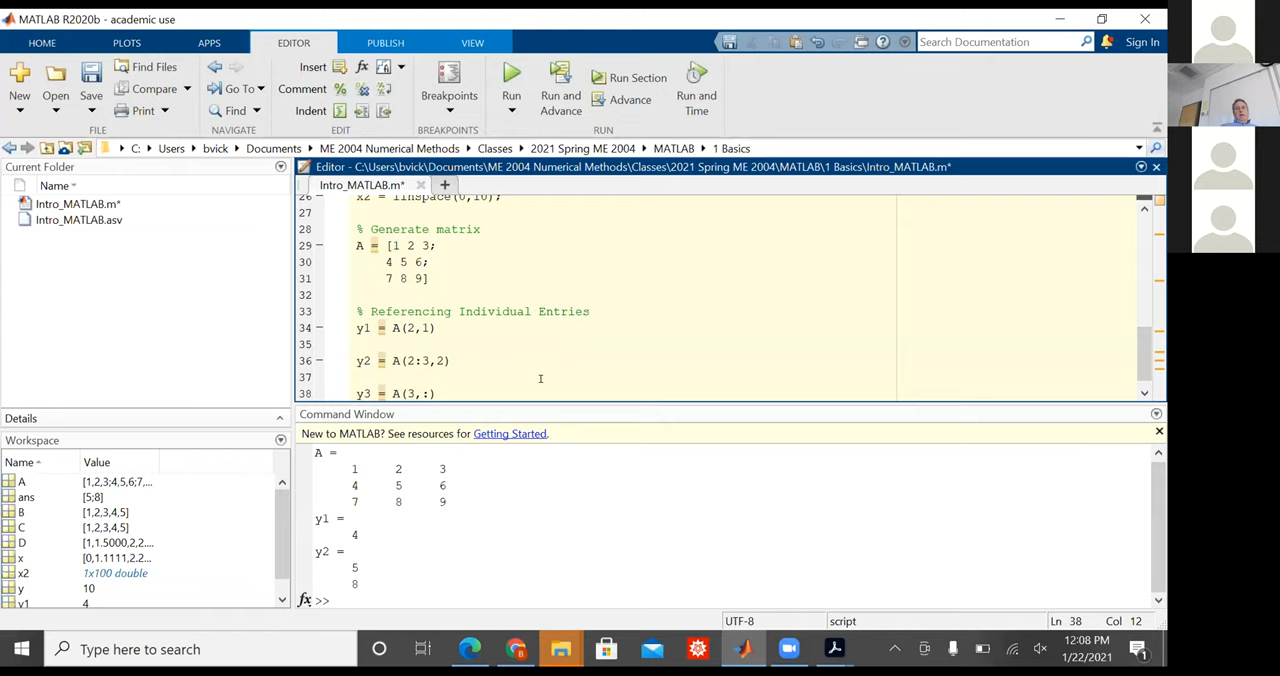 MATLAB R2020b - academic use
HOME PLOTS APPS EDITOR PUBLISH VIEW Search Documentation Sign In
New Open Save Find Files Compare Print
Insert fx Comment Indent
Go To Find
Breakpoints Run Run and Advance Run Section Advance Run and Time
FILE NAVIGATE EDIT BREAKPOINTS RUN
C: Users bvick Documents ME 2004 Numerical Methods Classes 2021 Spring ME 2004 MATLAB 1 Basics
Current Folder
Name
Intro_MATLAB.m*
Intro_MATLAB.asv
Details
Workspace
Name Value
A [1,2,3;4,5,6;7,...
ans [5;8]
B [1,2,3,4,5]
C [1,2,3,4,5]
D [1,1.5000,2,2....
x [0,1.1111,2.2...
x2 1x100 double
y 10
y1 4
Editor - C:\Users\bvick\Documents\ME 2004 Numerical Methods\Classes\2021 Spring ME 2004\MATLAB\1 Basics\Intro_MATLAB.m*
Intro_MATLAB.m*
26 x2 = linspace(0,10);
27
28 % Generate matrix
29 A = [1 2 3;
30 4 5 6;
31 7 8 9]
32
33 % Referencing Individual Entries
34 y1 = A(2,1)
35
36 y2 = A(2:3,2)
37
38 y3 = A(3,:)
Command Window
New to MATLAB? See resources for Getting Started.
A =
1 2 3
4 5 6
7 8 9
y1 =
4
y2 =
5
8
fx >>
UTF-8 script Ln 38 Col 12
Type here to search
12:08 PM
1/22/2021